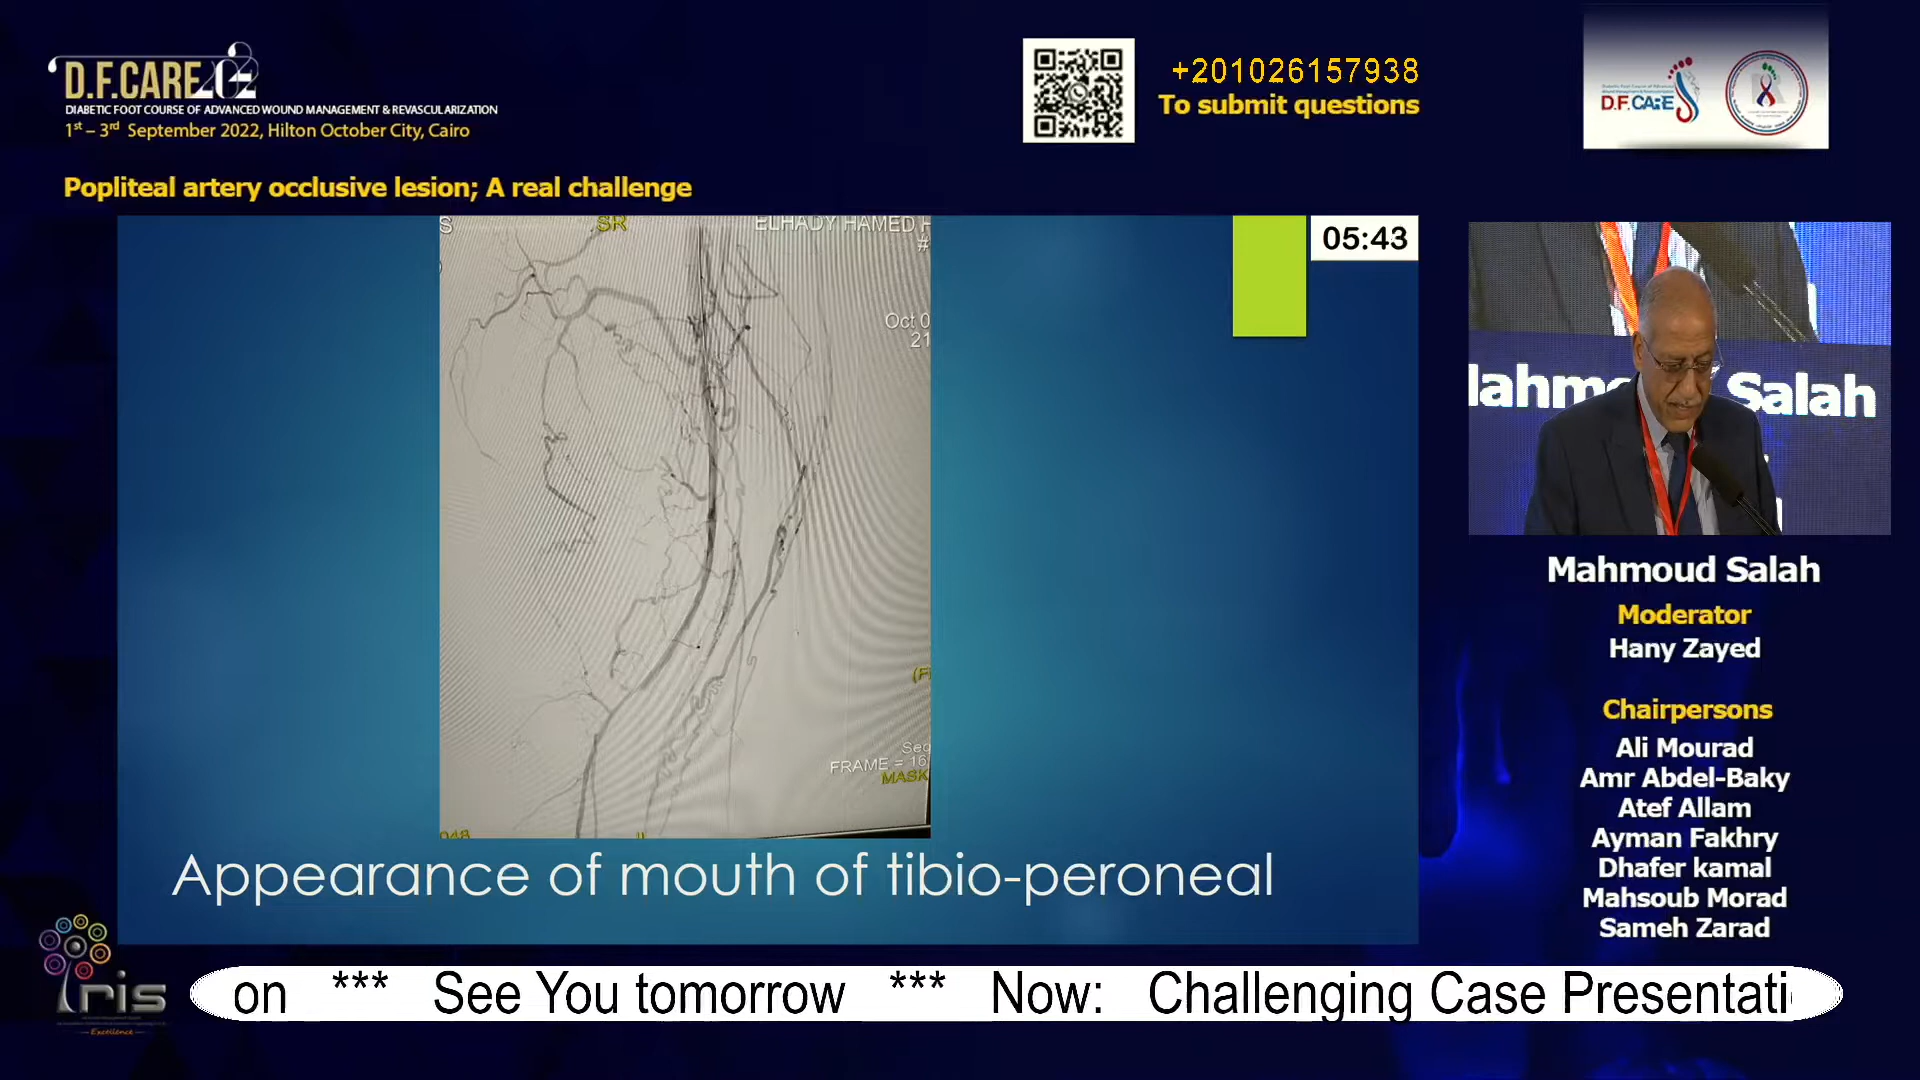 D.F.CARE
DIABETIC FOOT COURSE OF ADVANCED WOUND MANAGEMENT & REVASCULARIZATION
1st – 3rd September 2022, Hilton October City, Cairo
+201026157938
To submit questions
D.F.CARE
Popliteal artery occlusive lesion; A real challenge
SR
ELHADY HAMED
05:43
Oct 0
21
FRAME = 16
MASK
Appearance of mouth of tibio-peroneal
Salah
Mahmoud Salah
Moderator
Hany Zayed
Chairpersons
Ali Mourad
Amr Abdel-Baky
Atef Allam
Ayman Fakhry
Dhafer kamal
Mahsoub Morad
Sameh Zarad
Iris
Excellence
on *** See You tomorrow *** Now: Challenging Case Presentati